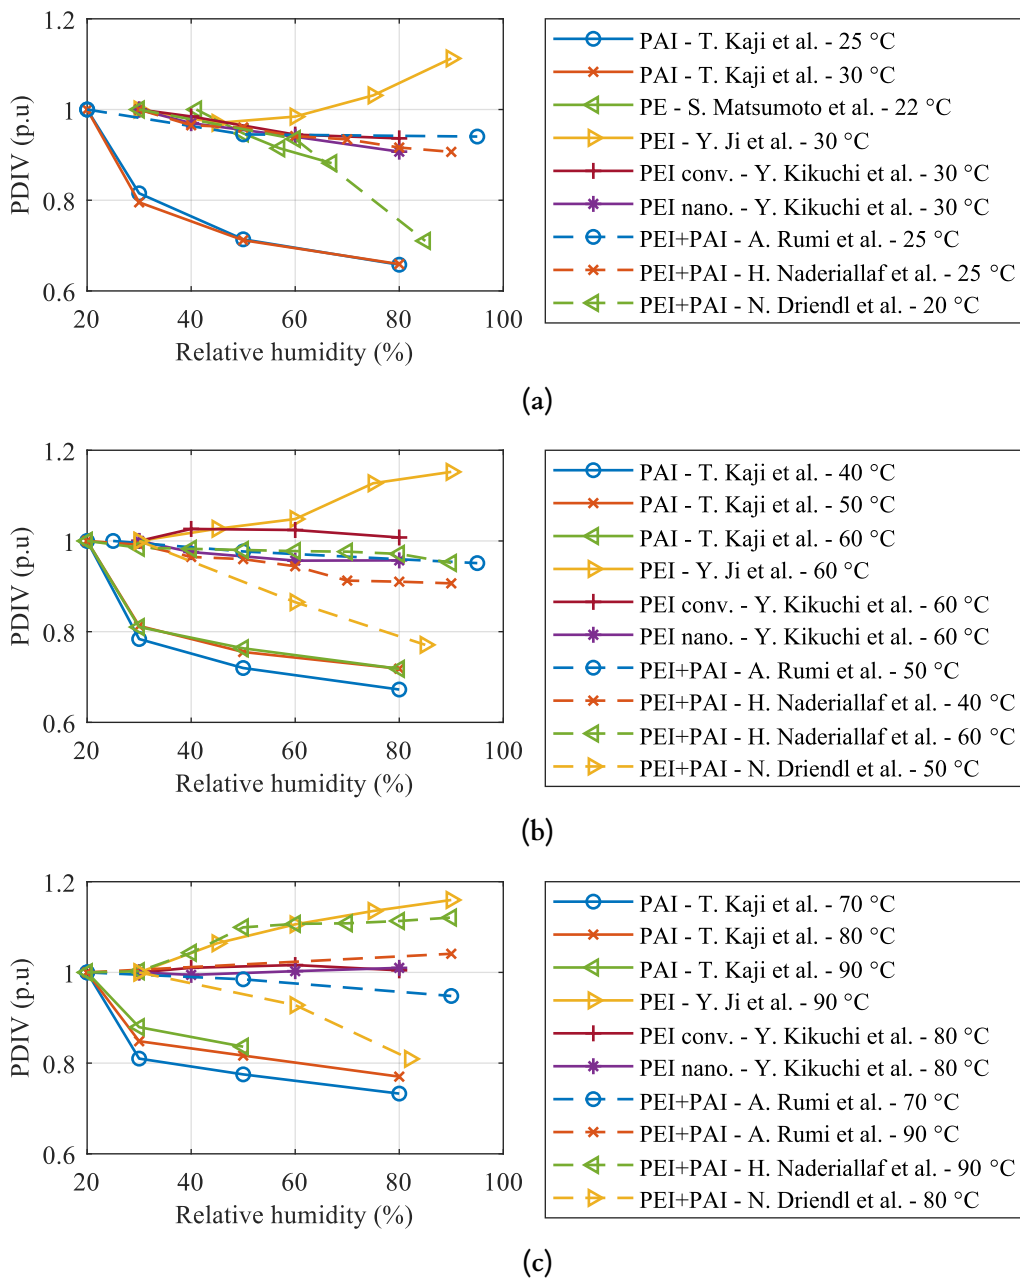 1.2
1
0.8
0.6
PDIV (p.u)
20 40 60 80 100
Relative humidity (%)
PAI - T. Kaji et al. - 25 °C
PAI - T. Kaji et al. - 30 °C
PE - S. Matsumoto et al. - 22 °C
PEI - Y. Ji et al. - 30 °C
PEI conv. - Y. Kikuchi et al. - 30 °C
PEI nano. - Y. Kikuchi et al. - 30 °C
PEI+PAI - A. Rumi et al. - 25 °C
PEI+PAI - H. Naderiallaf et al. - 25 °C
PEI+PAI - N. Driendl et al. - 20 °C
(a)
1.2
1
0.8
0.6
PDIV (p.u)
20 40 60 80 100
Relative humidity (%)
PAI - T. Kaji et al. - 40 °C
PAI - T. Kaji et al. - 50 °C
PAI - T. Kaji et al. - 60 °C
PEI - Y. Ji et al. - 60 °C
PEI conv. - Y. Kikuchi et al. - 60 °C
PEI nano. - Y. Kikuchi et al. - 60 °C
PEI+PAI - A. Rumi et al. - 50 °C
PEI+PAI - H. Naderiallaf et al. - 40 °C
PEI+PAI - H. Naderiallaf et al. - 60 °C
PEI+PAI - N. Driendl et al. - 50 °C
(b)
1.2
1
0.8
0.6
PDIV (p.u)
20 40 60 80 100
Relative humidity (%)
PAI - T. Kaji et al. - 70 °C
PAI - T. Kaji et al. - 80 °C
PAI - T. Kaji et al. - 90 °C
PEI - Y. Ji et al. - 90 °C
PEI conv. - Y. Kikuchi et al. - 80 °C
PEI nano. - Y. Kikuchi et al. - 80 °C
PEI+PAI - A. Rumi et al. - 70 °C
PEI+PAI - A. Rumi et al. - 90 °C
PEI+PAI - H. Naderiallaf et al. - 90 °C
PEI+PAI - N. Driendl et al. - 80 °C
(c)